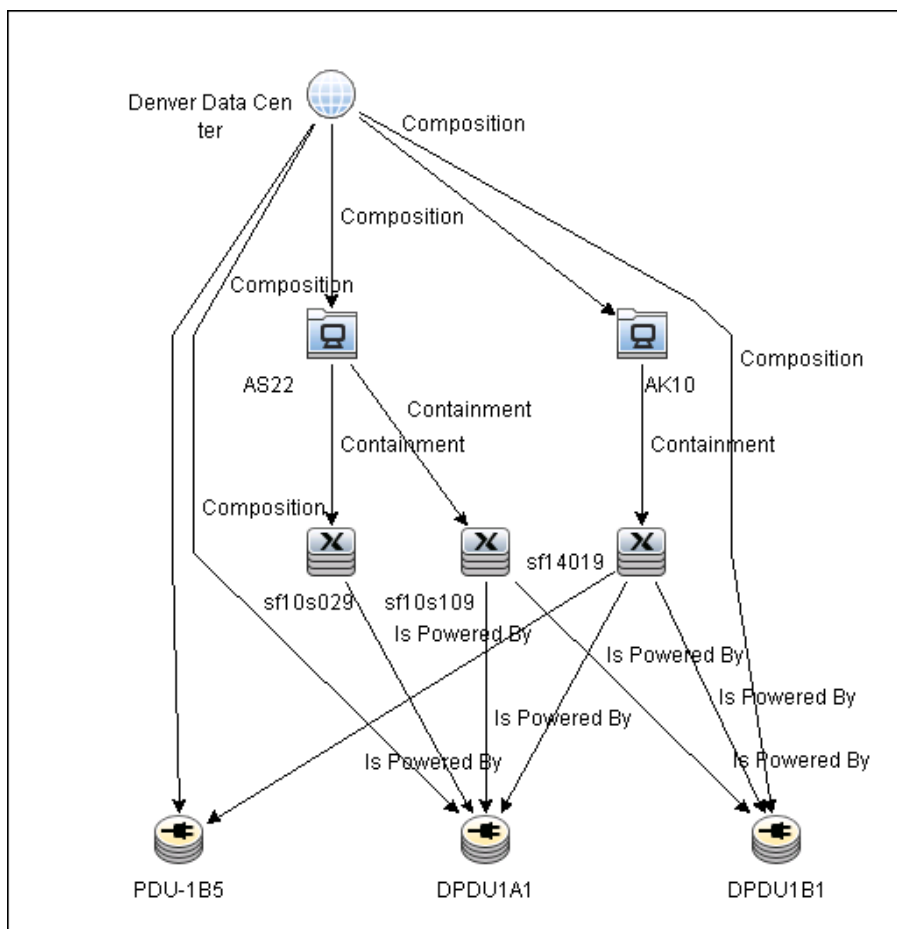 Denver Data Cen
ter
Composition
Composition
Composition
Composition
AS22
AK10
Containment
Containment
Containment
Composition
sf10s029
sf10s109
sf14019
Is Powered By
Is Powered By
Is Powered By
Is Powered By
Is Powered By
Is Powered By
PDU-1B5
DPDU1A1
DPDU1B1